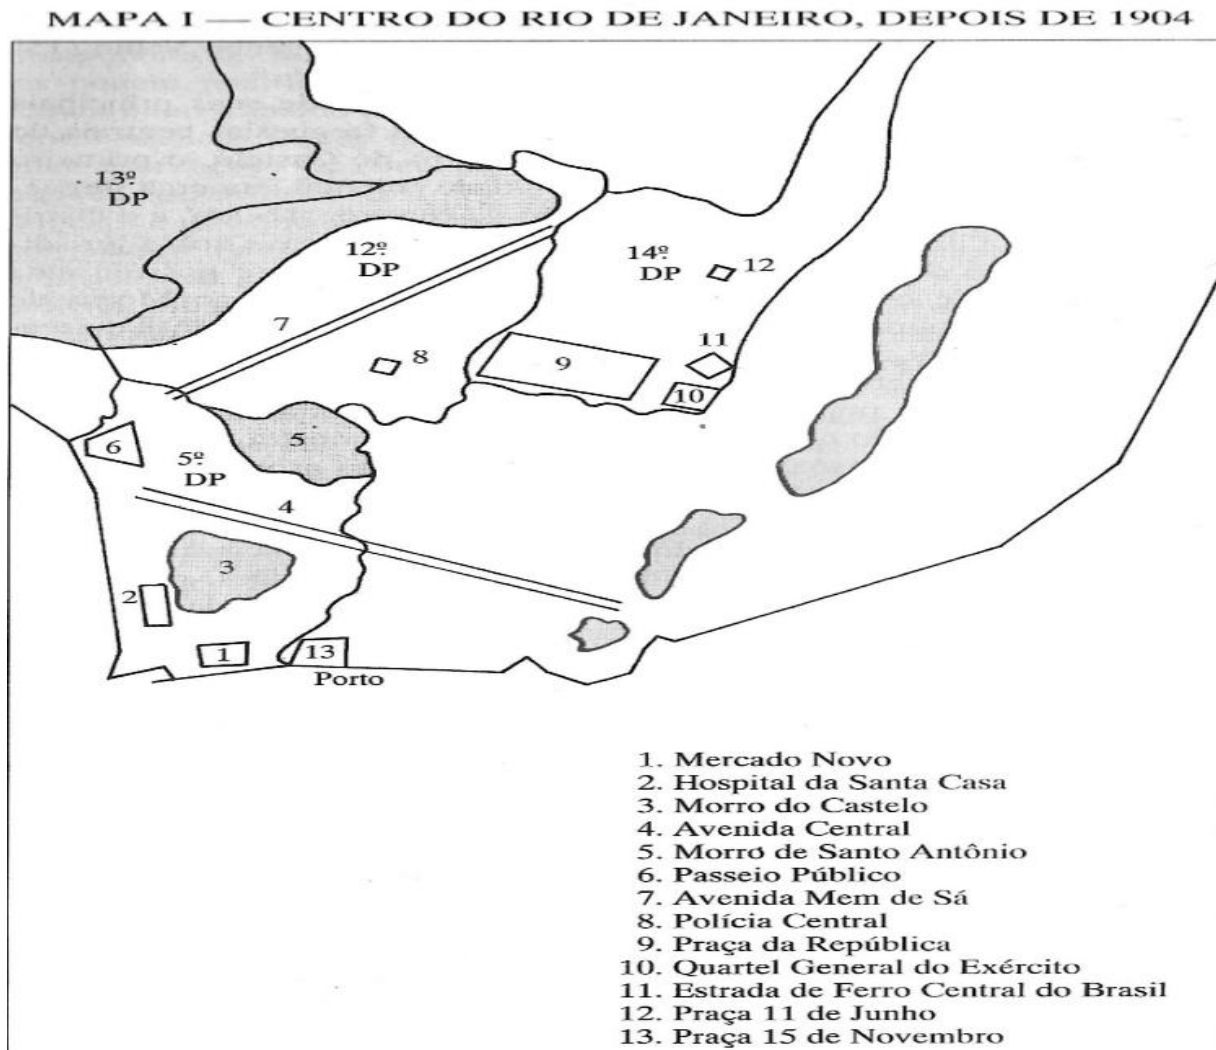 MAPA I — CENTRO DO RIO DE JANEIRO, DEPOIS DE 1904
13º
DP
12º
DP
14º
DP
12
7
8
9
11
10
6
5
5º
DP
4
3
2
1
13
Porto
1. Mercado Novo
2. Hospital da Santa Casa
3. Morro do Castelo
4. Avenida Central
5. Morro de Santo Antônio
6. Passeio Público
7. Avenida Mem de Sá
8. Polícia Central
9. Praça da República
10. Quartel General do Exército
11. Estrada de Ferro Central do Brasil
12. Praça 11 de Junho
13. Praça 15 de Novembro